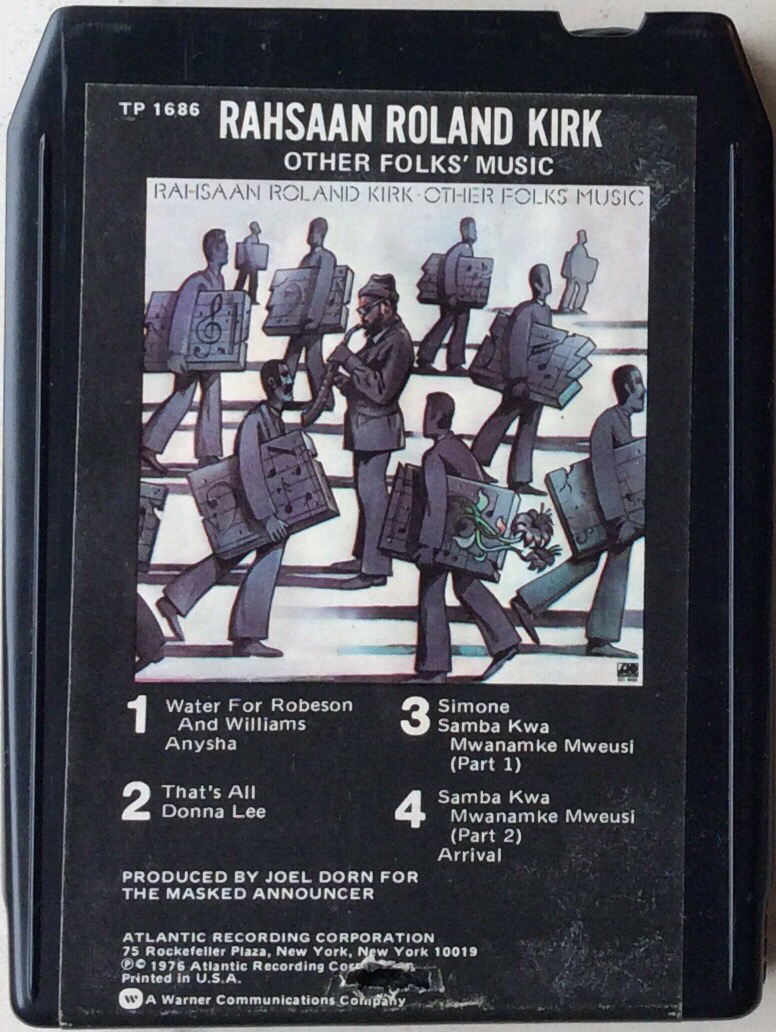 TP 1686 RAHSAAN ROLAND KIRK
OTHER FOLKS' MUSIC
RAHSAAN ROLAND KIRK · OTHER FOLKS MUSIC
1 Water For Robeson
And Williams
Anysha
2 That's All
Donna Lee
3 Simone
Samba Kwa
Mwanamke Mweusi
(Part 1)
4 Samba Kwa
Mwanamke Mweusi
(Part 2)
Arrival
PRODUCED BY JOEL DORN FOR
THE MASKED ANNOUNCER
ATLANTIC RECORDING CORPORATION
75 Rockefeller Plaza, New York, New York 10019
℗© 1976 Atlantic Recording
Printed in U.S.A.
A Warner Communications Company